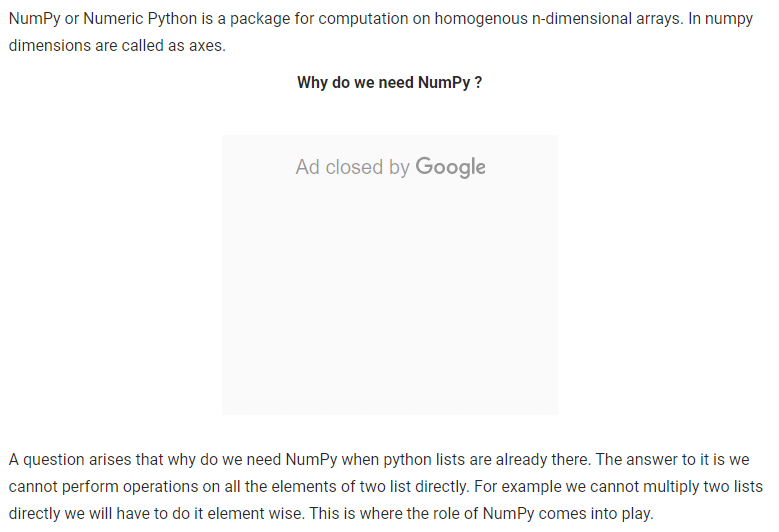 NumPy or Numeric Python is a package for computation on homogenous n-dimensional arrays. In numpy
dimensions are called as axes.
Why do we need NumPy ?
Ad closed by Google
A question arises that why do we need NumPy when python lists are already there. The answer to it is we
cannot perform operations on all the elements of two list directly. For example we cannot multiply two lists
directly we will have to do it element wise. This is where the role of NumPy comes into play.